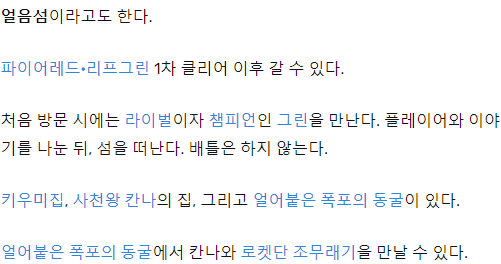 얼음섬이라고도 한다.
파이어레드•리프그린 1차 클리어 이후 갈 수 있다.
처음 방문 시에는 라이벌이자 챔피언인 그린을 만난다. 플레이어와 이야
기를 나눈 뒤, 섬을 떠난다. 배틀은 하지 않는다.
키우미집, 사천왕 칸나의 집, 그리고 얼어붙은 폭포의 동굴이 있다.
얼어붙은 폭포의 동굴에서 칸나와 로켓단 조무래기을 만날 수 있다.